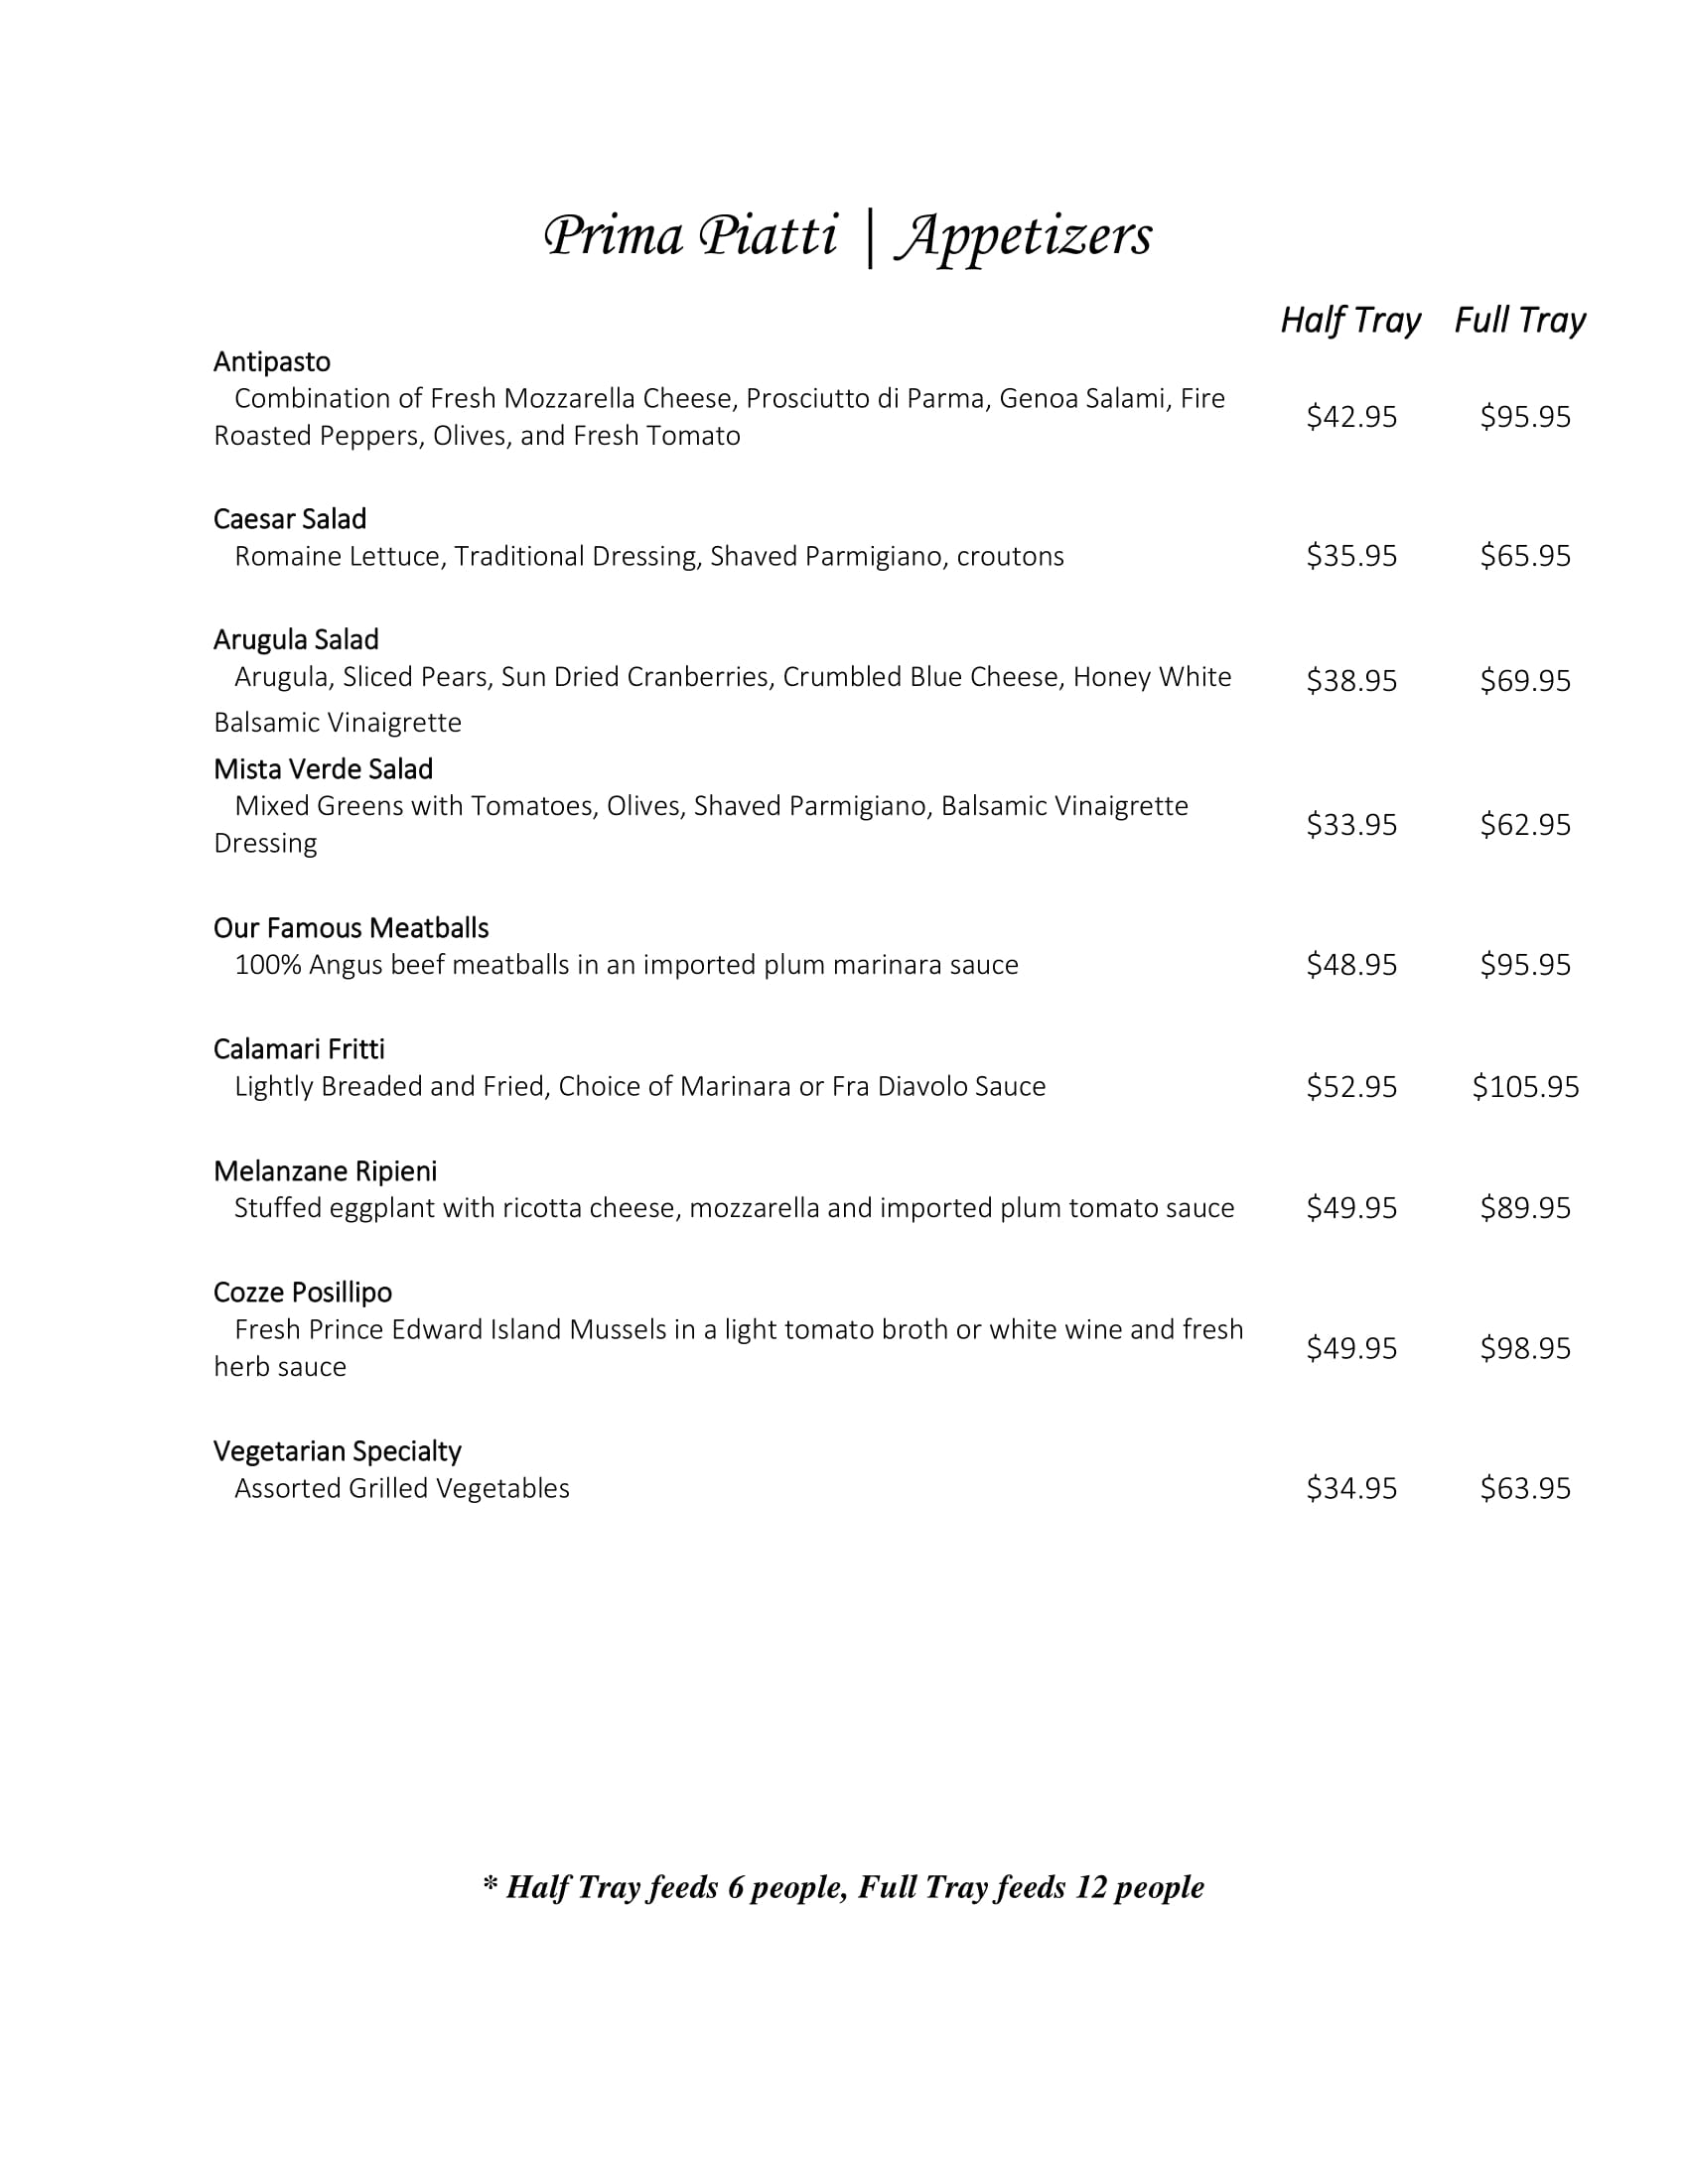 Prima Piatti | Appetizers
Half Tray Full Tray
Antipasto
Combination of Fresh Mozzarella Cheese, Prosciutto di Parma, Genoa Salami, Fire
Roasted Peppers, Olives, and Fresh Tomato
$42.95 $95.95
Caesar Salad
Romaine Lettuce, Traditional Dressing, Shaved Parmigiano, croutons $35.95 $65.95
Arugula Salad
Arugula, Sliced Pears, Sun Dried Cranberries, Crumbled Blue Cheese, Honey White $38.95 $69.95
Balsamic Vinaigrette
Mista Verde Salad
Mixed Greens with Tomatoes, Olives, Shaved Parmigiano, Balsamic Vinaigrette
Dressing
$33.95 $62.95
Our Famous Meatballs
100% Angus beef meatballs in an imported plum marinara sauce $48.95 $95.95
Calamari Fritti
Lightly Breaded and Fried, Choice of Marinara or Fra Diavolo Sauce $52.95 $105.95
Melanzane Ripieni
Stuffed eggplant with ricotta cheese, mozzarella and imported plum tomato sauce $49.95 $89.95
Cozze Posillipo
Fresh Prince Edward Island Mussels in a light tomato broth or white wine and fresh
herb sauce
$49.95 $98.95
Vegetarian Specialty
Assorted Grilled Vegetables $34.95 $63.95
* Half Tray feeds 6 people, Full Tray feeds 12 people